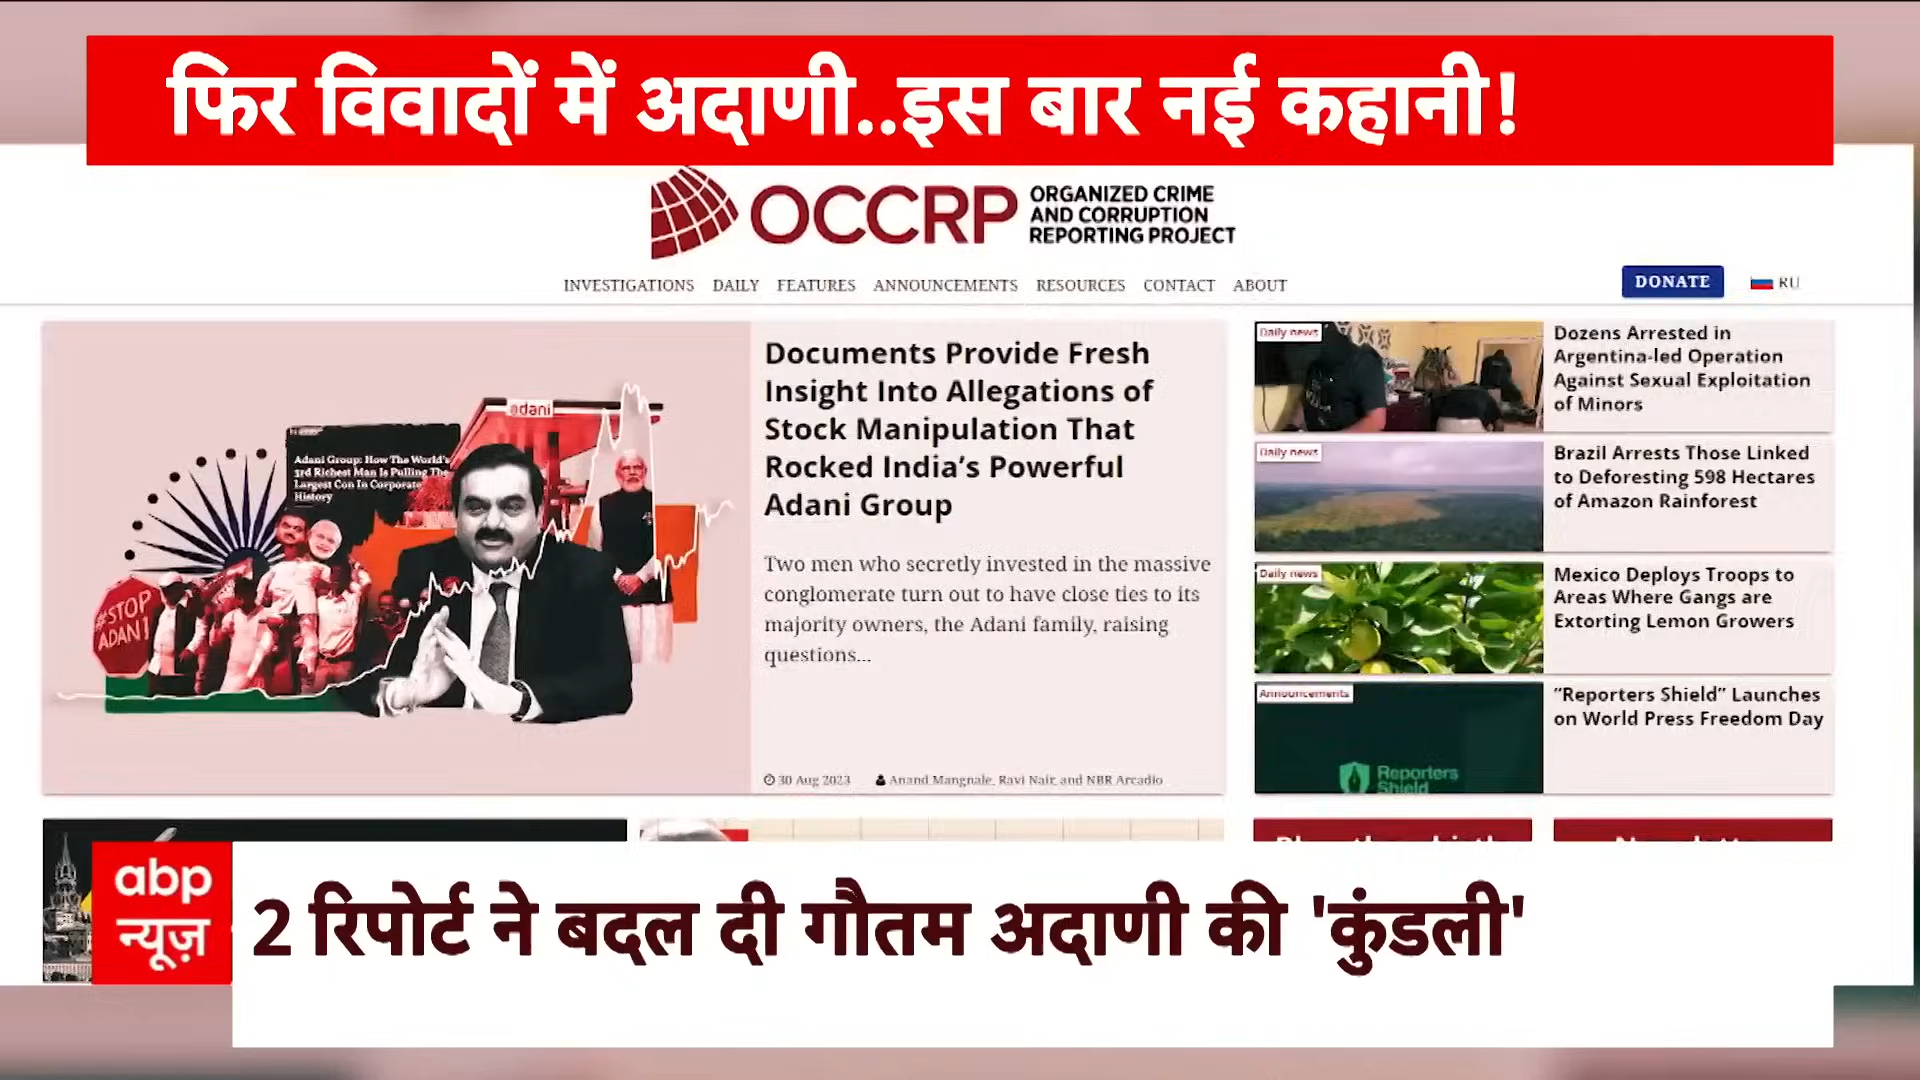 फिर विवादों में अदाणी..इस बार नई कहानी!
OCCRP
ORGANIZED CRIME
AND CORRUPTION
REPORTING PROJECT
INVESTIGATIONS DAILY FEATURES ANNOUNCEMENTS RESOURCES CONTACT ABOUT
DONATE
RU
adani
Adani Group: How The World's
3rd Richest Man Is Pulling The
Largest Con In Corporate
History
#STOP
ADANI
Documents Provide Fresh
Insight Into Allegations of
Stock Manipulation That
Rocked India's Powerful
Adani Group
Two men who secretly invested in the massive
conglomerate turn out to have close ties to its
majority owners, the Adani family, raising
questions...
30 Aug 2023 Anand Mangnale, Ravi Nair, and NBR Arcadio
Daily news
Dozens Arrested in
Argentina-led Operation
Against Sexual Exploitation
of Minors
Daily news
Brazil Arrests Those Linked
to Deforesting 598 Hectares
of Amazon Rainforest
Daily news
Mexico Deploys Troops to
Areas Where Gangs are
Extorting Lemon Growers
Announcements
"Reporters Shield" Launches
on World Press Freedom Day
Reporters
Shield
abp
न्यूज़
2 रिपोर्ट ने बदल दी गौतम अदाणी की 'कुंडली'